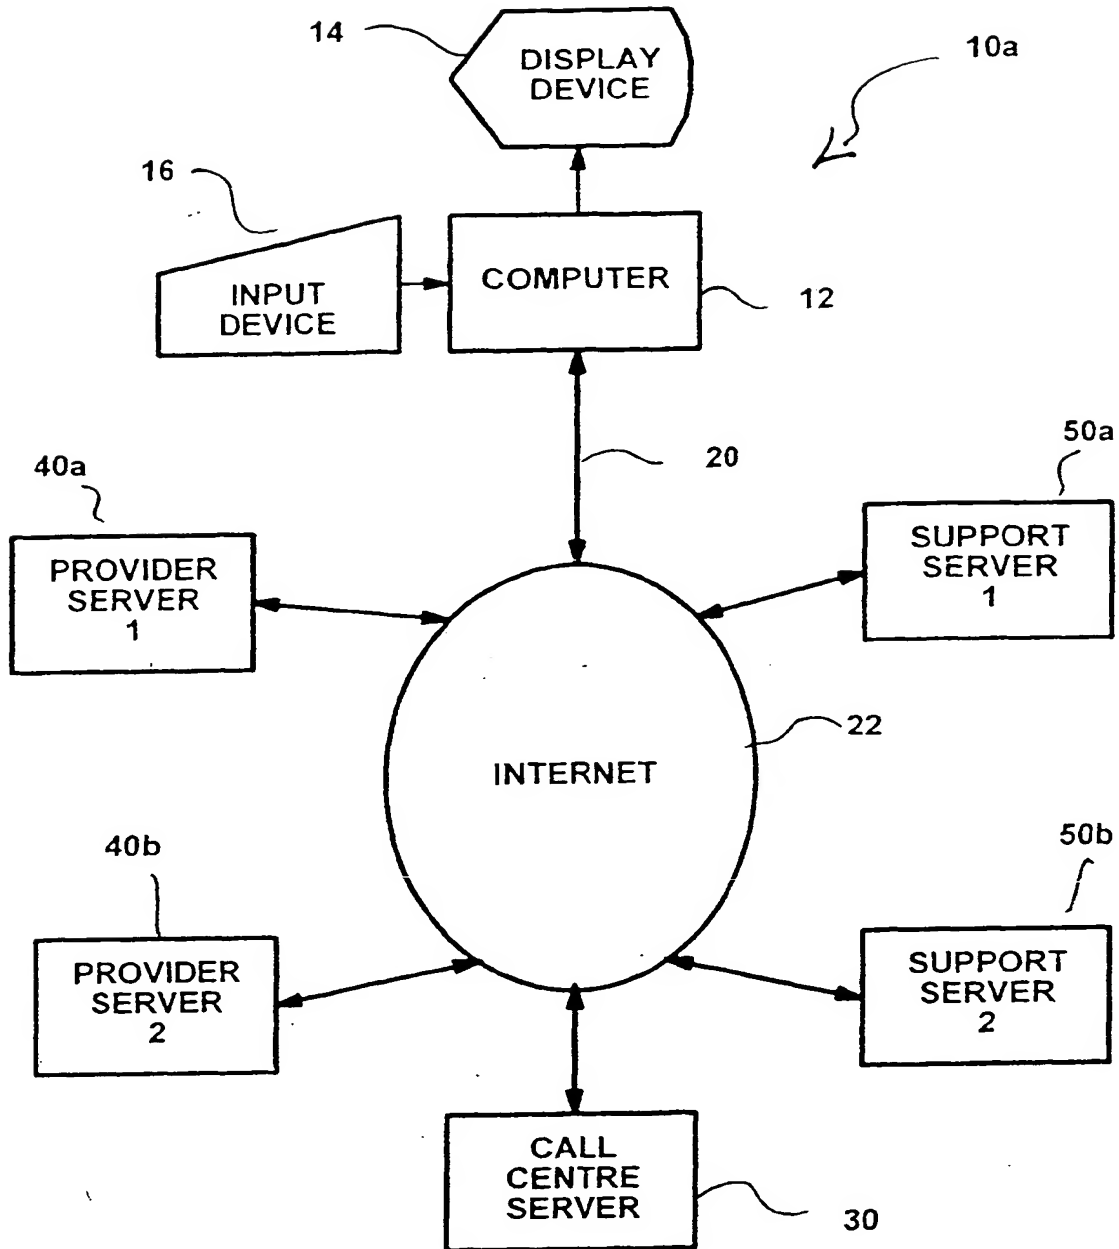 14
DISPLAY
DEVICE
10a
16
INPUT
DEVICE
COMPUTER
12
20
40a
PROVIDER
SERVER
1
50a
SUPPORT
SERVER
1
INTERNET
22
40b
PROVIDER
SERVER
2
50b
SUPPORT
SERVER
2
CALL
CENTRE
SERVER
30